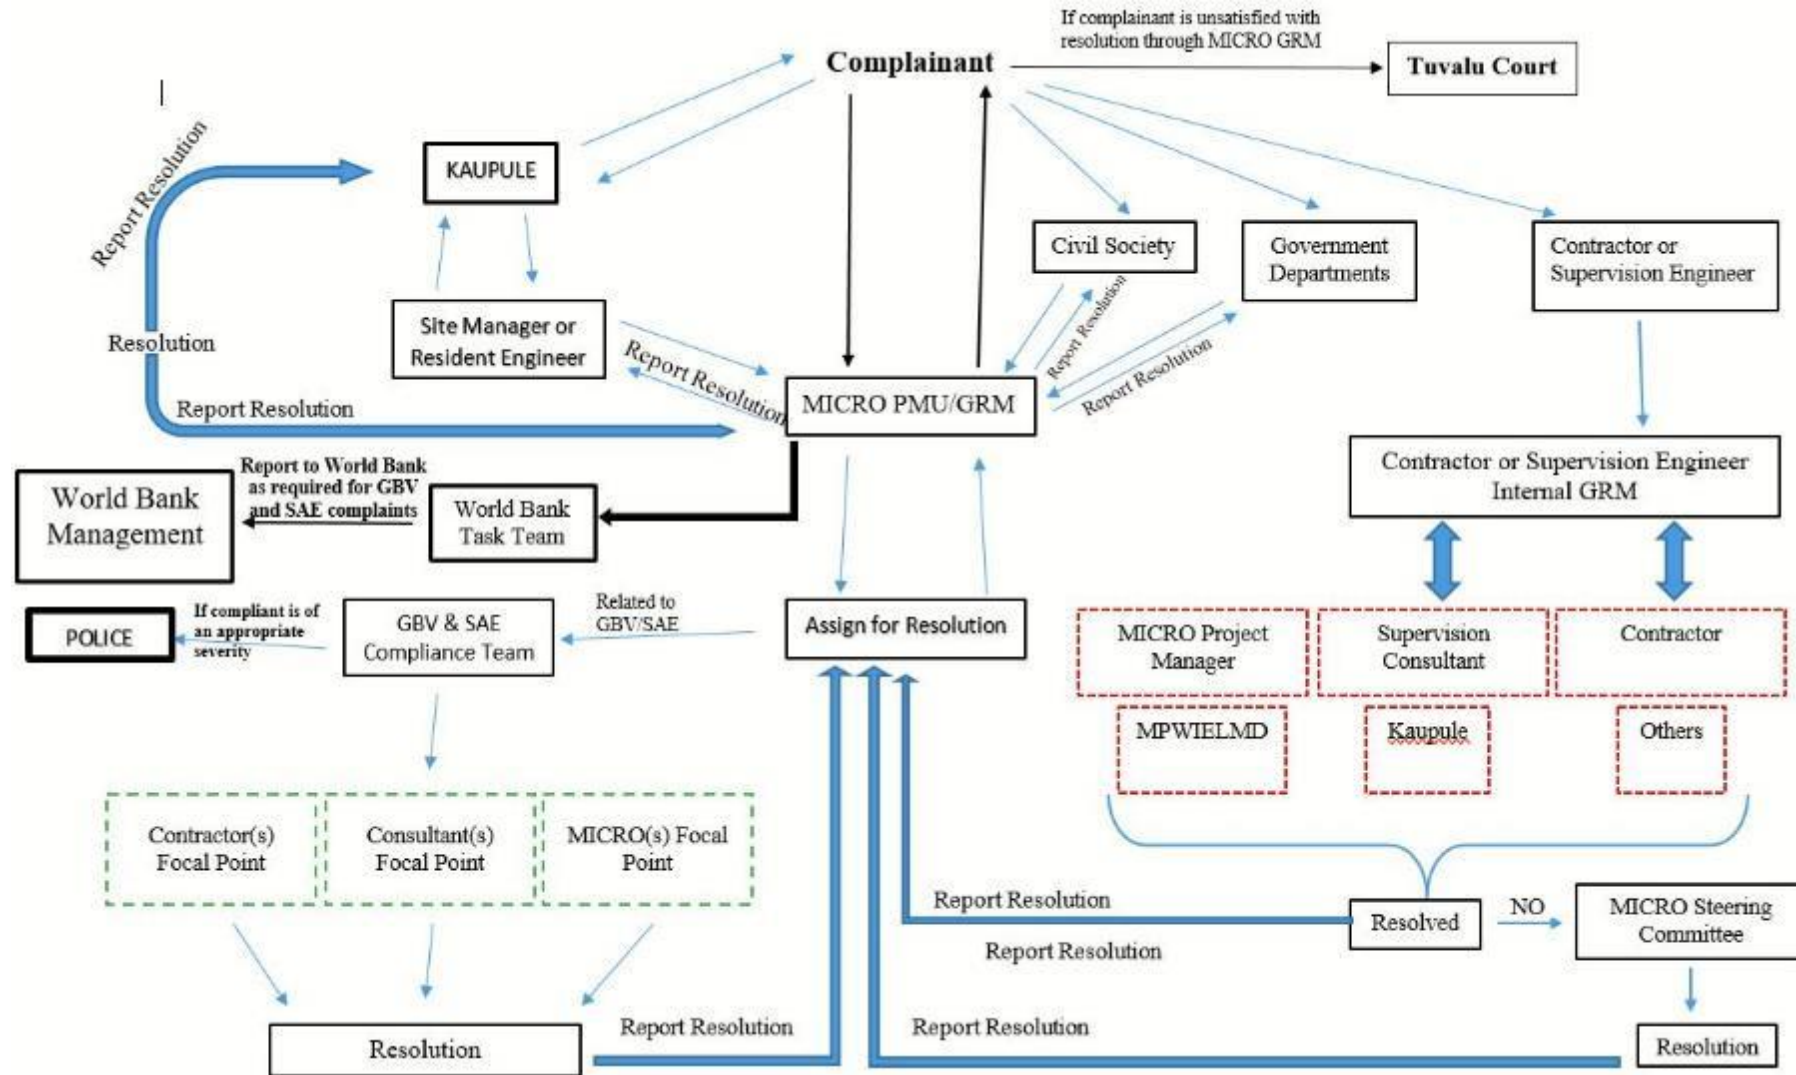 If complainant is unsatisfied with
resolution through MICRO GRM
Complainant
Tuvalu Court
Report Resolution
KAUPULE
Civil Society
Government
Departments
Contractor or
Supervision Engineer
Site Manager or
Resident Engineer
Resolution
Report Resolution
Report Resolution
Report Resolution
Report Resolution
MICRO PMU/GRM
Contractor or Supervision Engineer
Internal GRM
World Bank
Management
Report to World Bank
as required for GBV
and SAE complaints
World Bank
Task Team
POLICE
If compliant is of
an appropriate
severity
GBV & SAE
Compliance Team
Related to
GBV/SAE
Assign for Resolution
MICRO Project
Manager
Supervision
Consultant
Contractor
MPWIELMD
Kaupule
Others
Contractor(s)
Focal Point
Consultant(s)
Focal Point
MICRO(s) Focal
Point
Report Resolution
Resolved
NO
MICRO Steering
Committee
Report Resolution
Resolution
Report Resolution
Report Resolution
Resolution